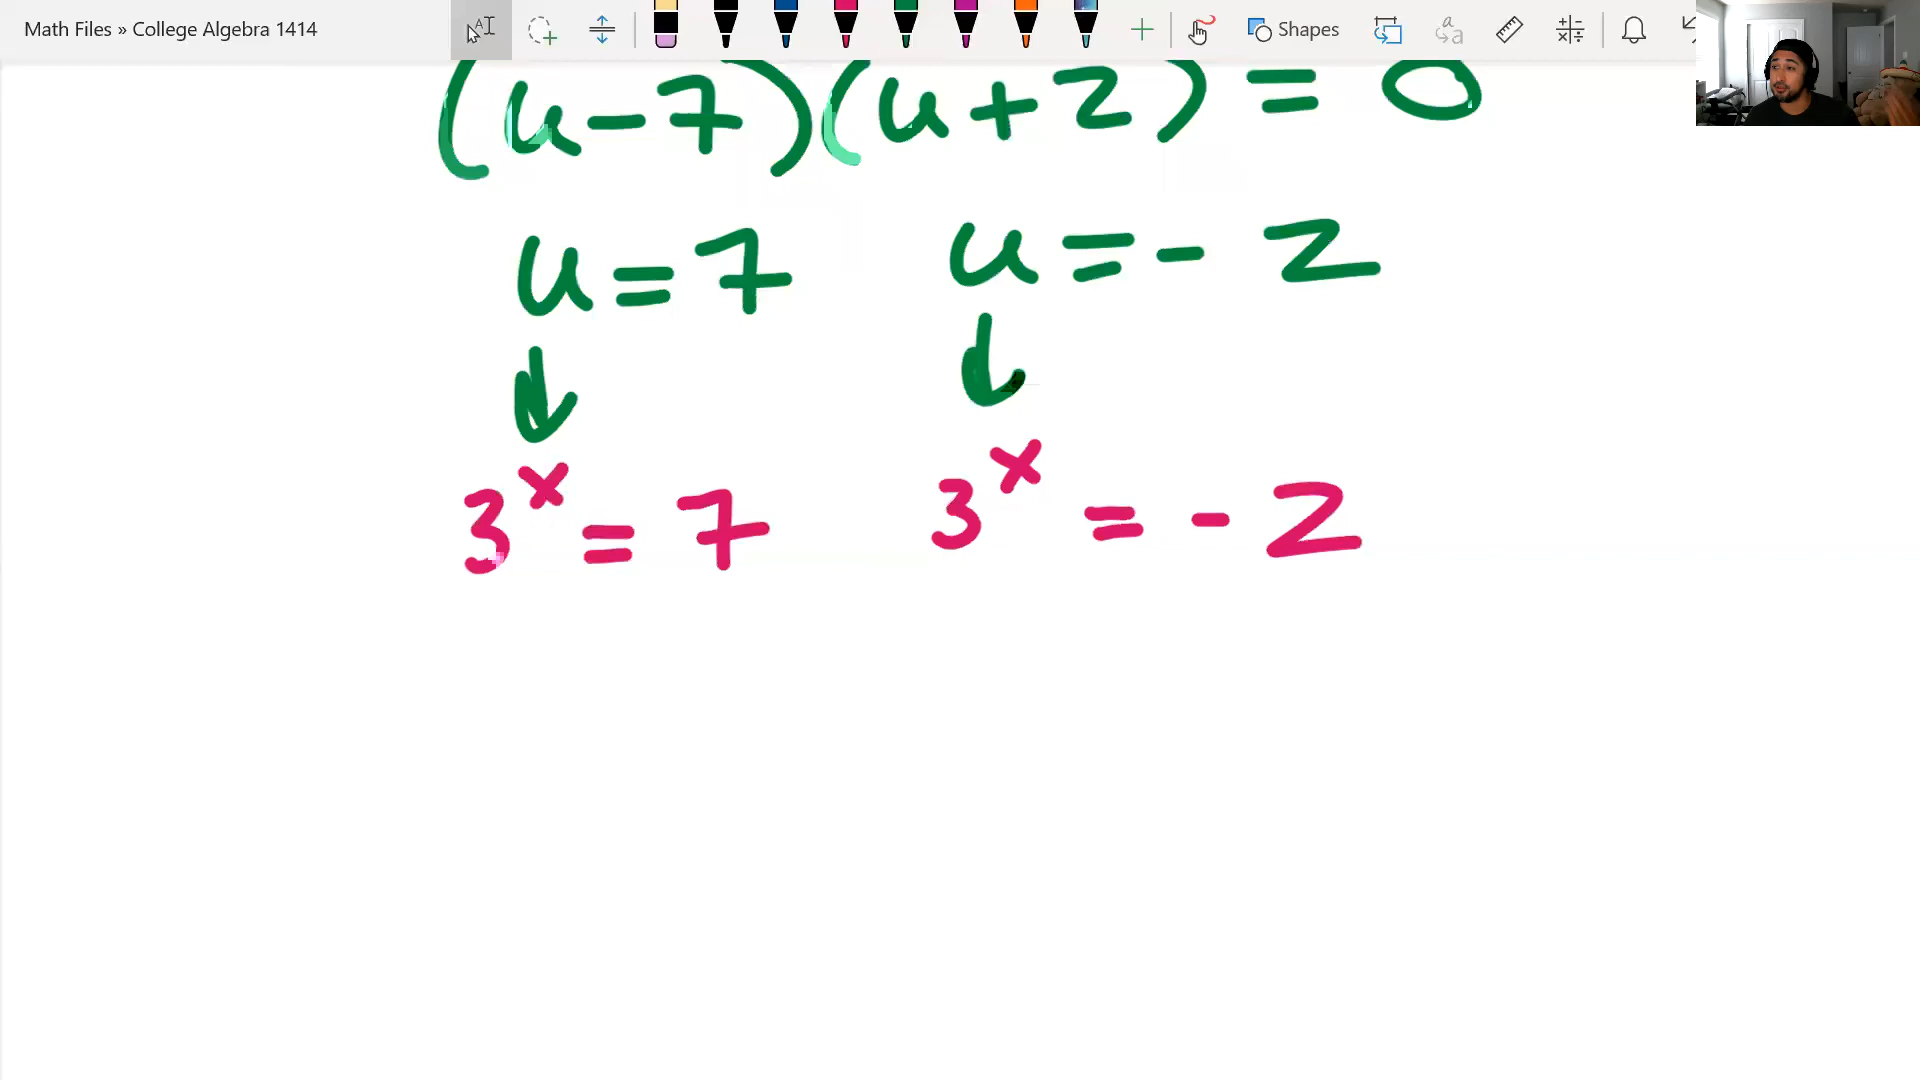 Math Files » College Algebra 1414 Shapes
(u-7)(u+2) = 0
u=7 u=-2
3^x = 7 3^x = -2